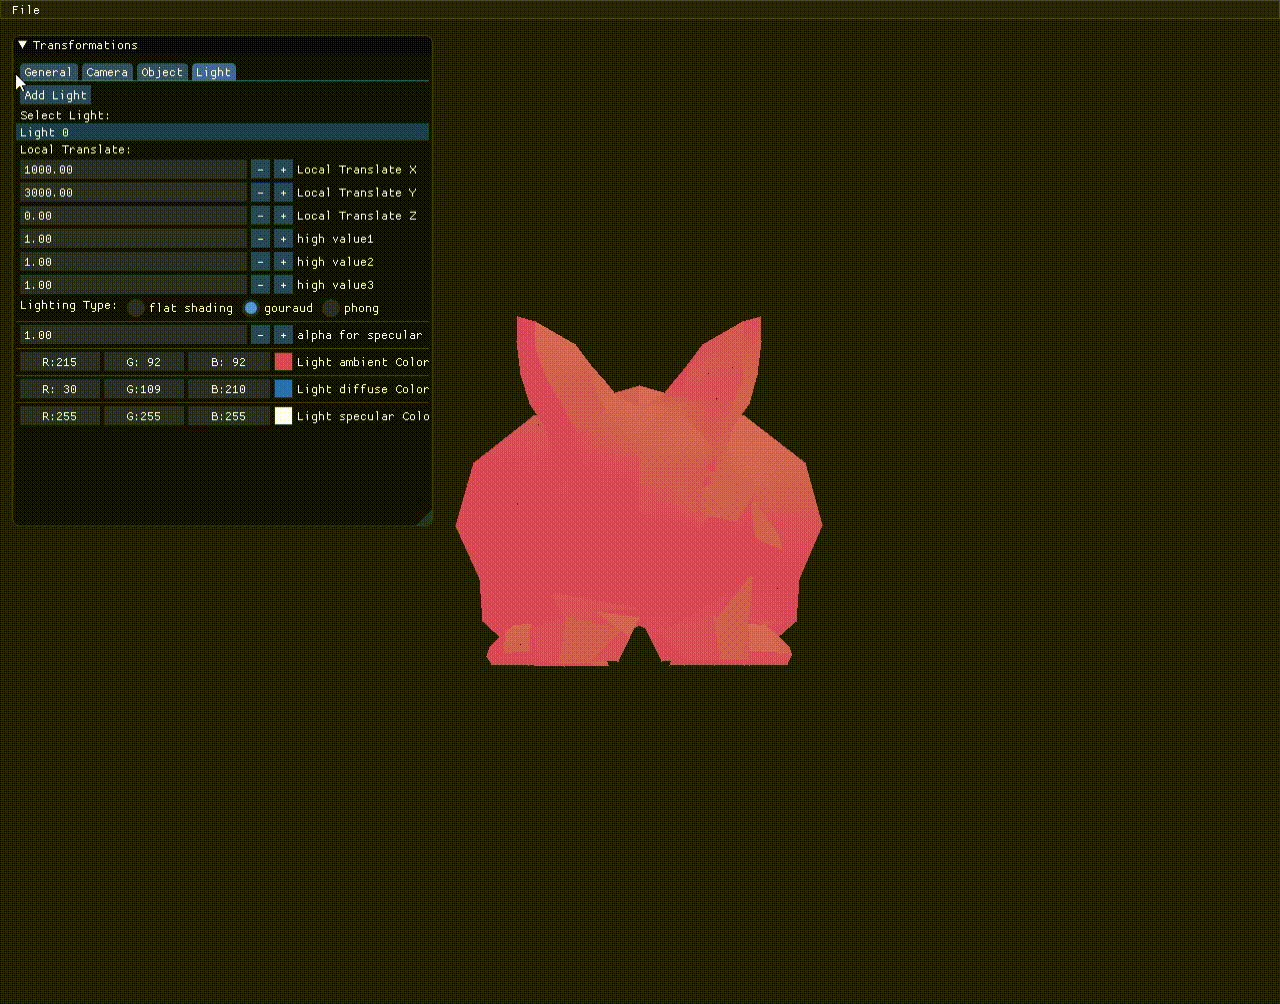 File
▼ Transformations
General Camera Object Light
Add Light
Select Light:
Light 0
Local Translate:
1000.00 - + Local Translate X
3000.00 - + Local Translate Y
0.00 - + Local Translate Z
1.00 - + high value1
1.00 - + high value2
1.00 - + high value3
Lighting Type: flat shading gouraud phong
1.00 - + alpha for specular
R:215 G: 92 B: 92 Light ambient Color
R: 30 G:109 B:210 Light diffuse Color
R:255 G:255 B:255 Light specular Colo